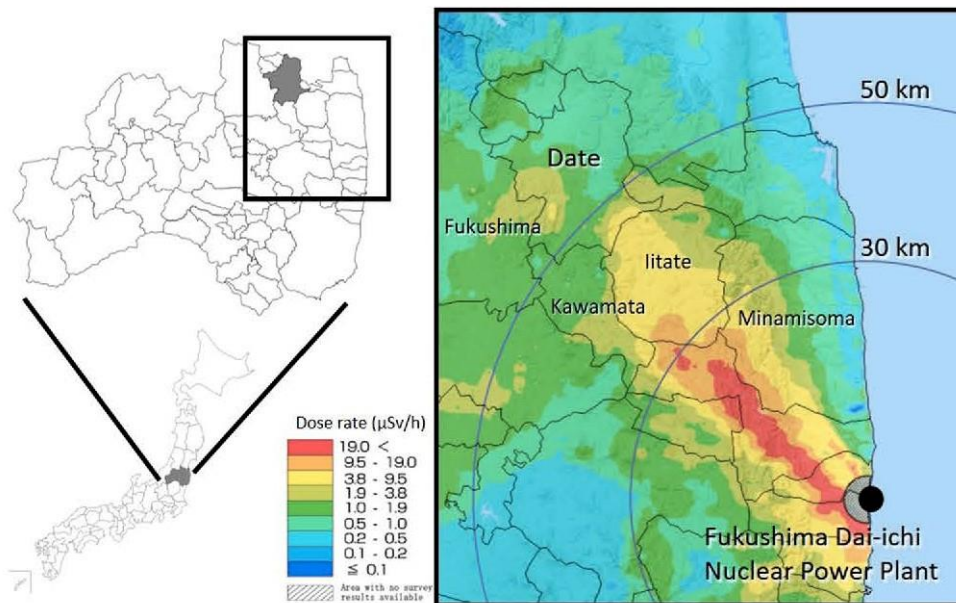 50 km
Date
Fukushima
Iitate
30 km
Kawamata
Minamisoma
Fukushima Dai-ichi
Nuclear Power Plant
Dose rate (μSv/h)
19.0 <
9.5 - 19.0
3.8 - 9.5
1.9 - 3.8
1.0 - 1.9
0.5 - 1.0
0.2 - 0.5
0.1 - 0.2
≤ 0.1
Area with no survey
results available